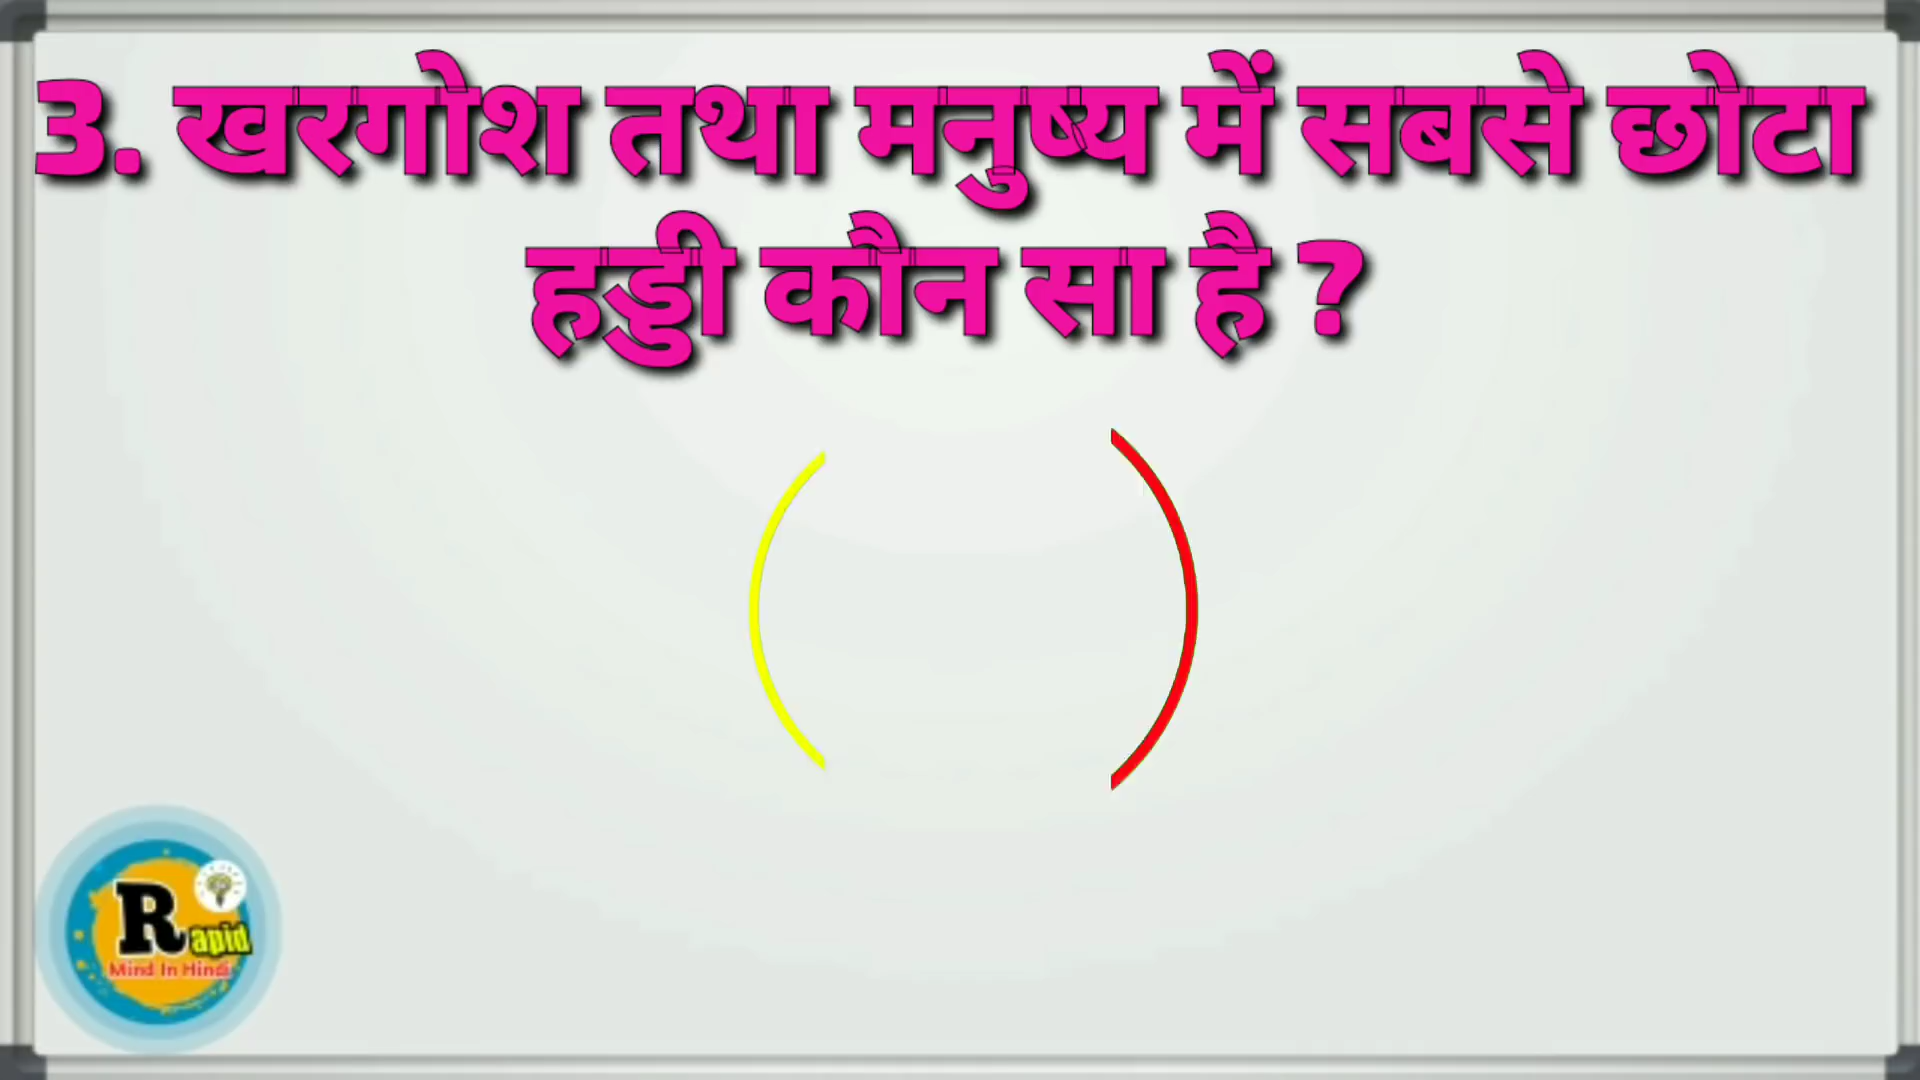 3. खरगोश तथा मनुष्य में सबसे छोटा
हड्डी कौन सा है ?
Rapid
Mind In Hindi